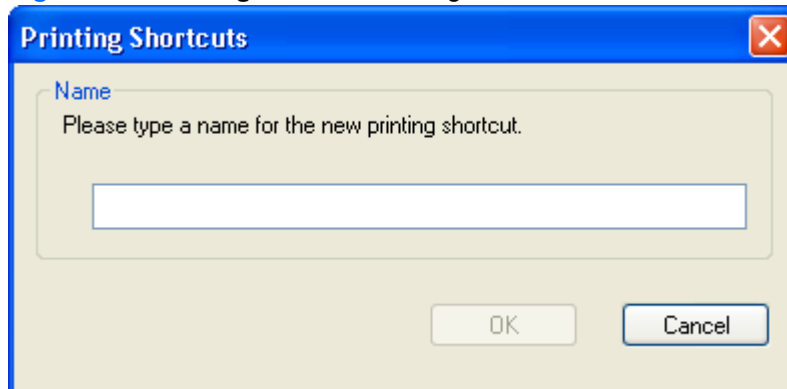 Printing Shortcuts
Name
Please type a name for the new printing shortcut.
OK
Cancel